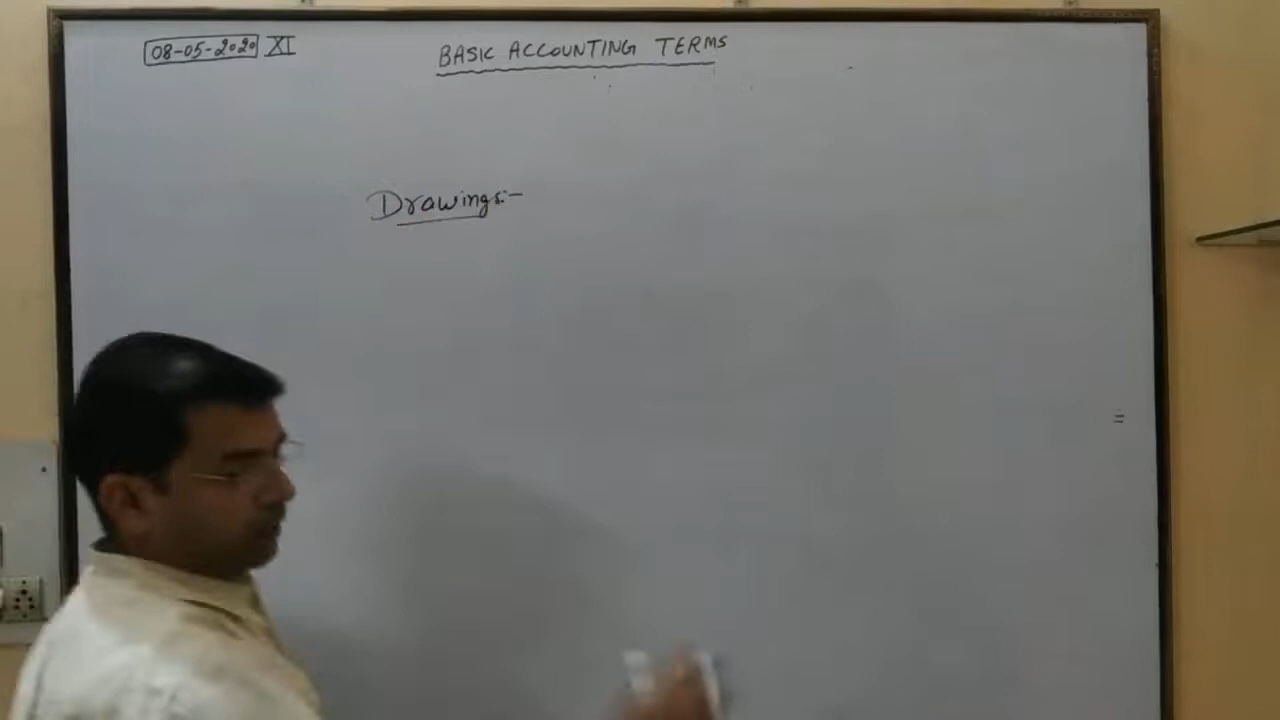 08-05-2020 XI
BASIC ACCOUNTING TERMS
Drawings:-
=